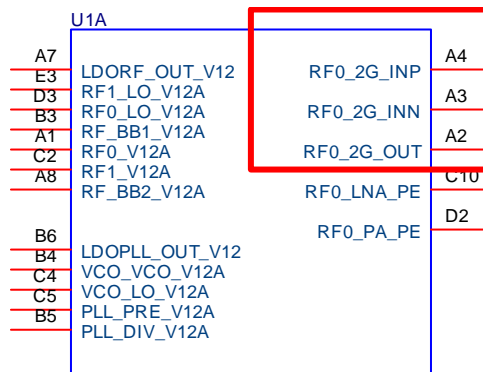 U1A
A7 LDORF_OUT_V12
E3 RF1_LO_V12A
D3 RF0_LO_V12A
B3 RF_BB1_V12A
A1 RF0_V12A
C2 RF1_V12A
A8 RF_BB2_V12A
B6 LDOPLL_OUT_V12
B4 VCO_VCO_V12A
C4 VCO_LO_V12A
C5 PLL_PRE_V12A
B5 PLL_DIV_V12A
RF0_2G_INP A4
RF0_2G_INN A3
RF0_2G_OUT A2
RF0_LNA_PE C10
RF0_PA_PE D2